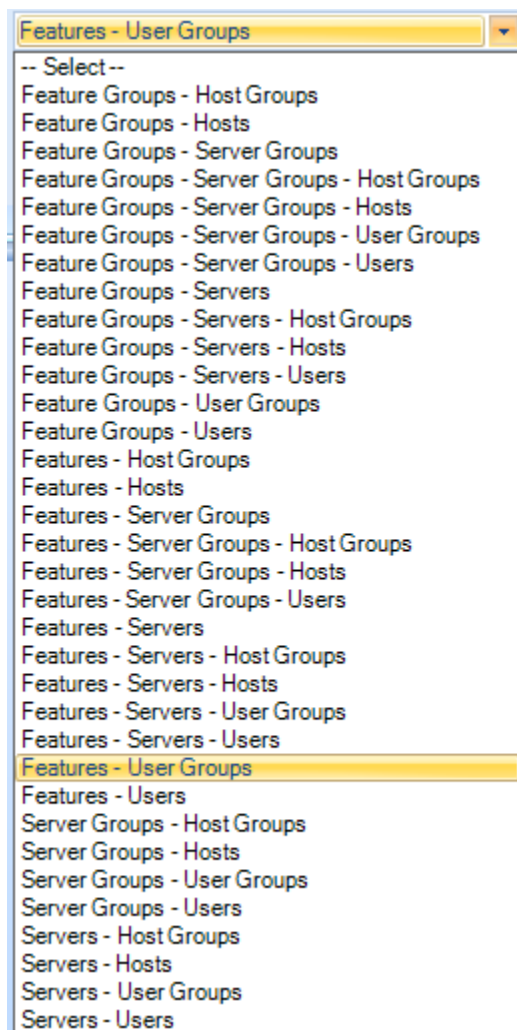 Features - User Groups
-- Select --
Feature Groups - Host Groups
Feature Groups - Hosts
Feature Groups - Server Groups
Feature Groups - Server Groups - Host Groups
Feature Groups - Server Groups - Hosts
Feature Groups - Server Groups - User Groups
Feature Groups - Server Groups - Users
Feature Groups - Servers
Feature Groups - Servers - Host Groups
Feature Groups - Servers - Hosts
Feature Groups - Servers - Users
Feature Groups - User Groups
Feature Groups - Users
Features - Host Groups
Features - Hosts
Features - Server Groups
Features - Server Groups - Host Groups
Features - Server Groups - Hosts
Features - Server Groups - Users
Features - Servers
Features - Servers - Host Groups
Features - Servers - Hosts
Features - Servers - User Groups
Features - Servers - Users
Features - User Groups
Features - Users
Server Groups - Host Groups
Server Groups - Hosts
Server Groups - User Groups
Server Groups - Users
Servers - Host Groups
Servers - Hosts
Servers - User Groups
Servers - Users